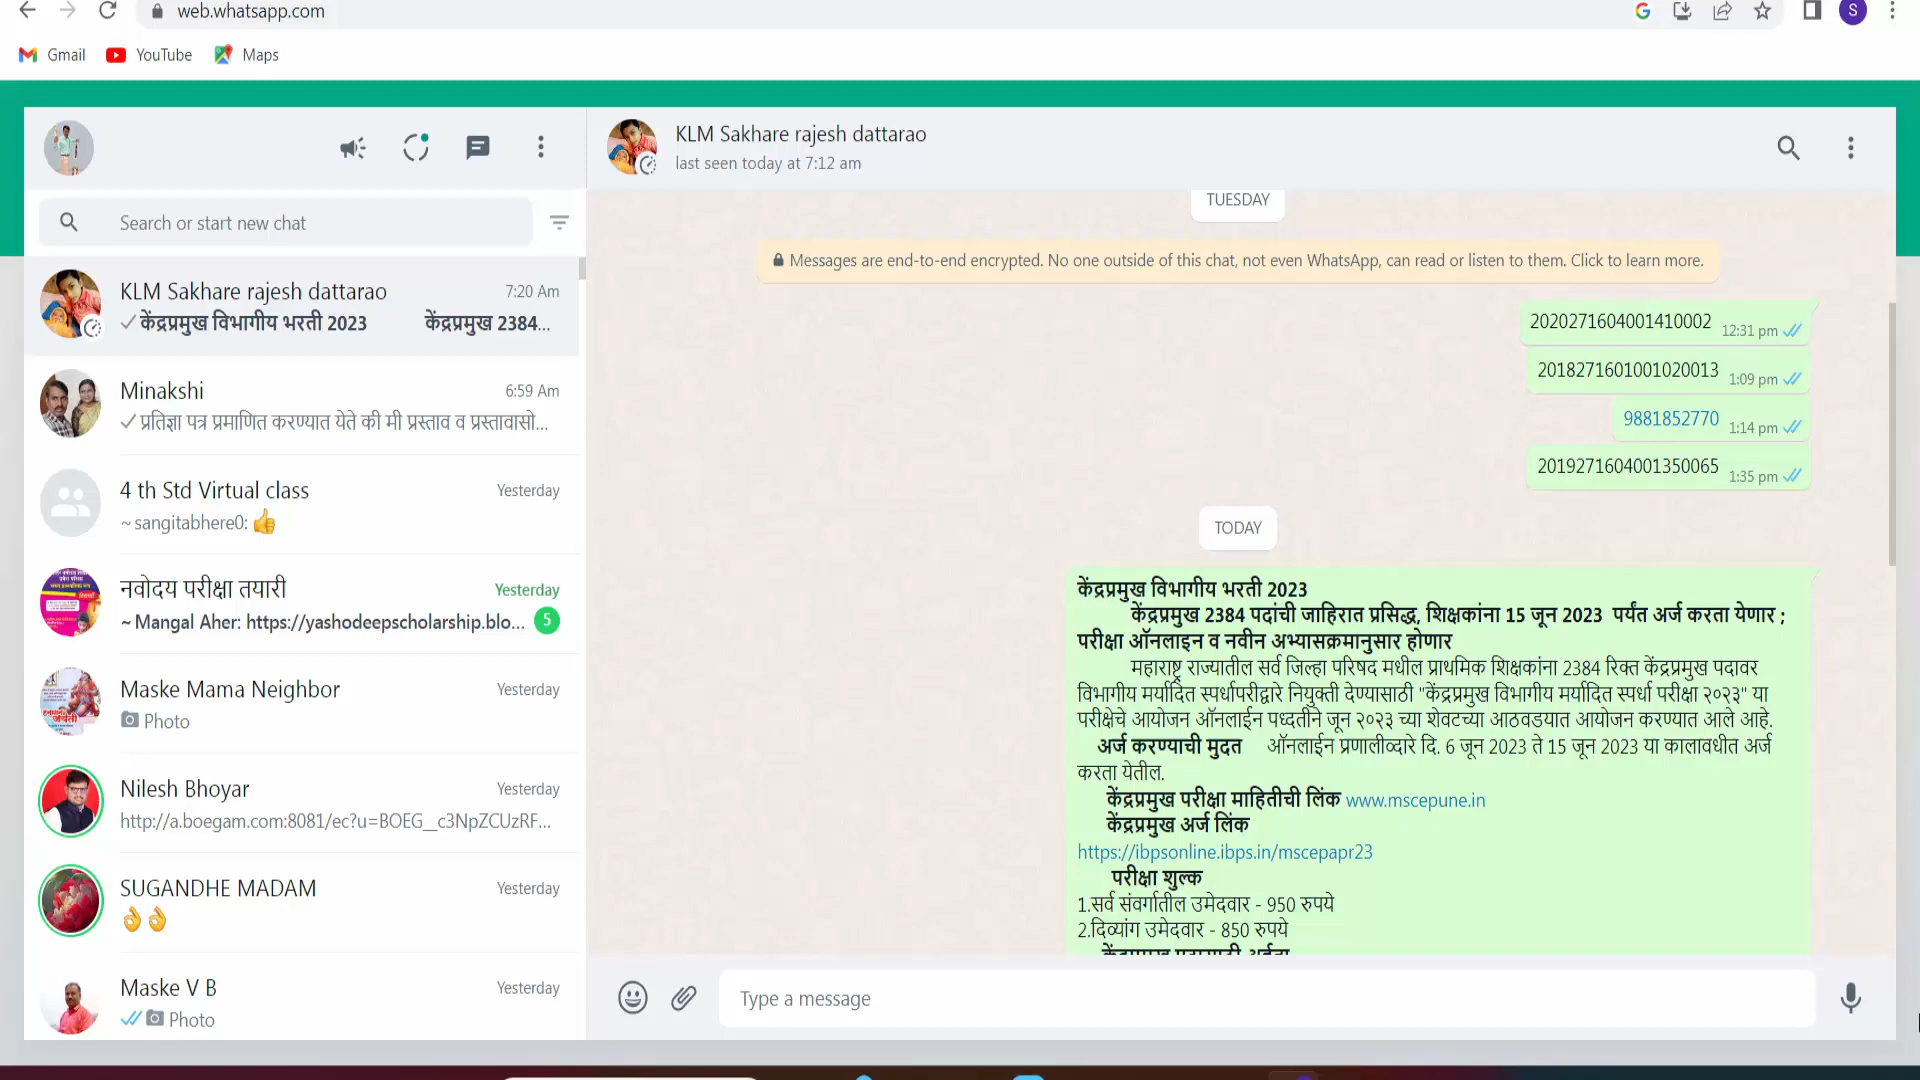 web.whatsapp.com
S
Gmail
YouTube
Maps
KLM Sakhare rajesh dattarao
last seen today at 7:12 am
Search or start new chat
KLM Sakhare rajesh dattarao
7:20 Am
केंद्रप्रमुख विभागीय भरती 2023 केंद्रप्रमुख 2384...
Minakshi
6:59 Am
प्रतिज्ञा पत्र प्रमाणित करण्यात येते की मी प्रस्ताव व प्रस्तावासो...
4 th Std Virtual class
Yesterday
~ sangitabhere0: 👍
नवोदय परीक्षा तयारी
Yesterday
~ Mangal Aher: https://yashodeepscholarship.blo...
5
Maske Mama Neighbor
Yesterday
Photo
Nilesh Bhoyar
Yesterday
http://a.boegam.com:8081/ec?u=BOEG__c3NpZCUzRF...
SUGANDHE MADAM
Yesterday
👌👌
Maske V B
Yesterday
Photo
TUESDAY
Messages are end-to-end encrypted. No one outside of this chat, not even WhatsApp, can read or listen to them. Click to learn more.
2020271604001410002 12:31 pm
2018271601001020013 1:09 pm
9881852770 1:14 pm
2019271604001350065 1:35 pm
TODAY
केंद्रप्रमुख विभागीय भरती 2023
केंद्रप्रमुख 2384 पदांची जाहिरात प्रसिद्ध, शिक्षकांना 15 जून 2023 पर्यंत अर्ज करता येणार ;
परीक्षा ऑनलाइन व नवीन अभ्यासक्रमानुसार होणार
महाराष्ट्र राज्यातील सर्व जिल्हा परिषद मधील प्राथमिक शिक्षकांना 2384 रिक्त केंद्रप्रमुख पदावर
विभागीय मर्यादित स्पर्धापरीद्वारे नियुक्ती देण्यासाठी "केंद्रप्रमुख विभागीय मर्यादित स्पर्धा परीक्षा २०२३" या
परीक्षेचे आयोजन ऑनलाईन पध्दतीने जून २०२३ च्या शेवटच्या आठवडयात आयोजन करण्यात आले आहे.
अर्ज करण्याची मुदत ऑनलाईन प्रणालीव्दारे दि. 6 जून 2023 ते 15 जून 2023 या कालावधीत अर्ज
करता येतील.
केंद्रप्रमुख परीक्षा माहितीची लिंक www.mscepune.in
केंद्रप्रमुख अर्ज लिंक
https://ibpsonline.ibps.in/mscepapr23
परीक्षा शुल्क
1.सर्व संवर्गातील उमेदवार - 950 रुपये
2.दिव्यांग उमेदवार - 850 रुपये
Type a message